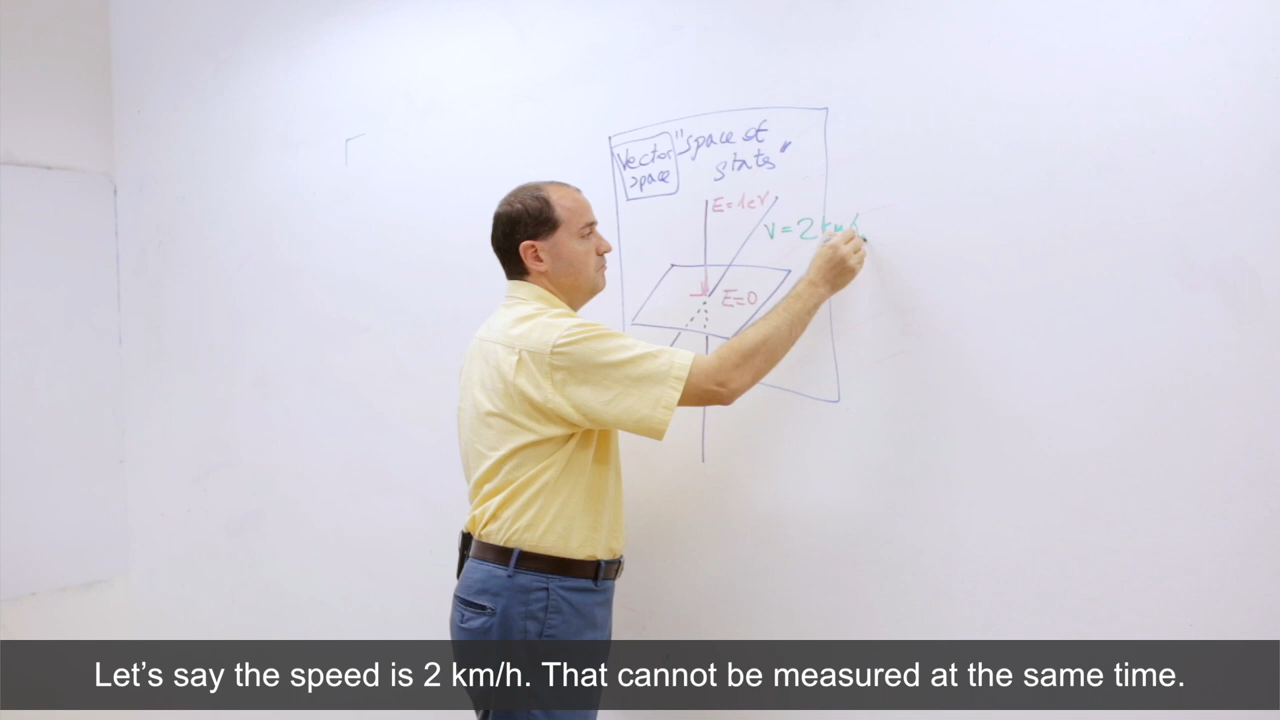 Vector
space
"space of
states"
E=1eV
V=2 km/
E=0
Let’s say the speed is 2 km/h. That cannot be measured at the same time.